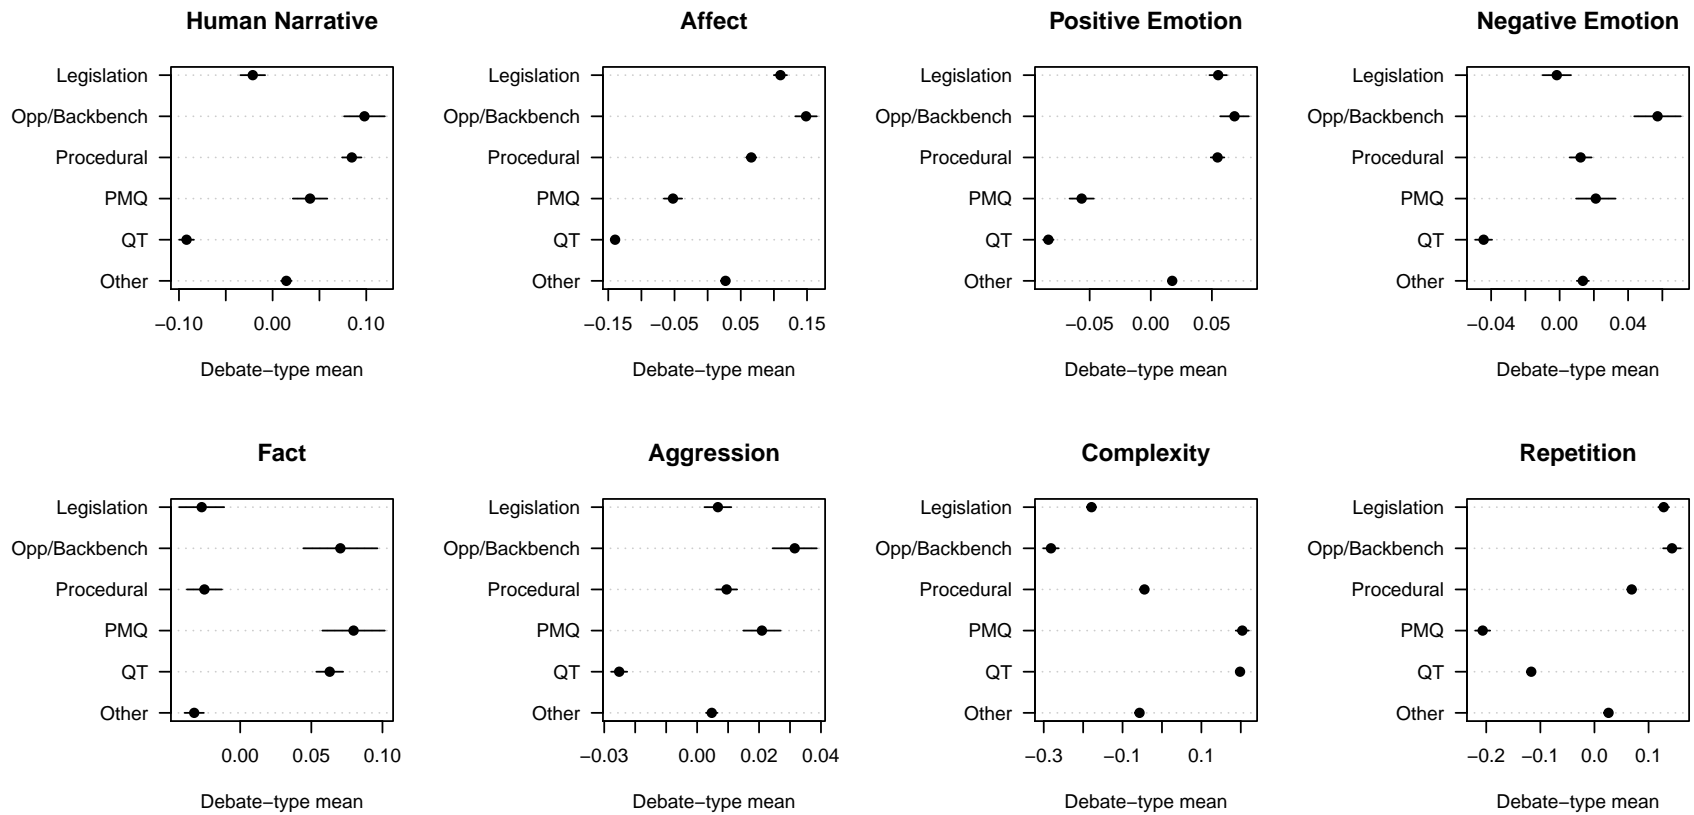 Human Narrative
Legislation
Opp/Backbench
Procedural
PMQ
QT
Other
−0.10 0.00 0.10
Debate−type mean
Affect
Legislation
Opp/Backbench
Procedural
PMQ
QT
Other
−0.15 −0.05 0.05 0.15
Debate−type mean
Positive Emotion
Legislation
Opp/Backbench
Procedural
PMQ
QT
Other
−0.05 0.00 0.05
Debate−type mean
Negative Emotion
Legislation
Opp/Backbench
Procedural
PMQ
QT
Other
−0.04 0.00 0.04
Debate−type mean
Fact
Legislation
Opp/Backbench
Procedural
PMQ
QT
Other
0.00 0.05 0.10
Debate−type mean
Aggression
Legislation
Opp/Backbench
Procedural
PMQ
QT
Other
−0.03 0.00 0.02 0.04
Debate−type mean
Complexity
Legislation
Opp/Backbench
Procedural
PMQ
QT
Other
−0.3 −0.1 0.1
Debate−type mean
Repetition
Legislation
Opp/Backbench
Procedural
PMQ
QT
Other
−0.2 −0.1 0.0 0.1
Debate−type mean